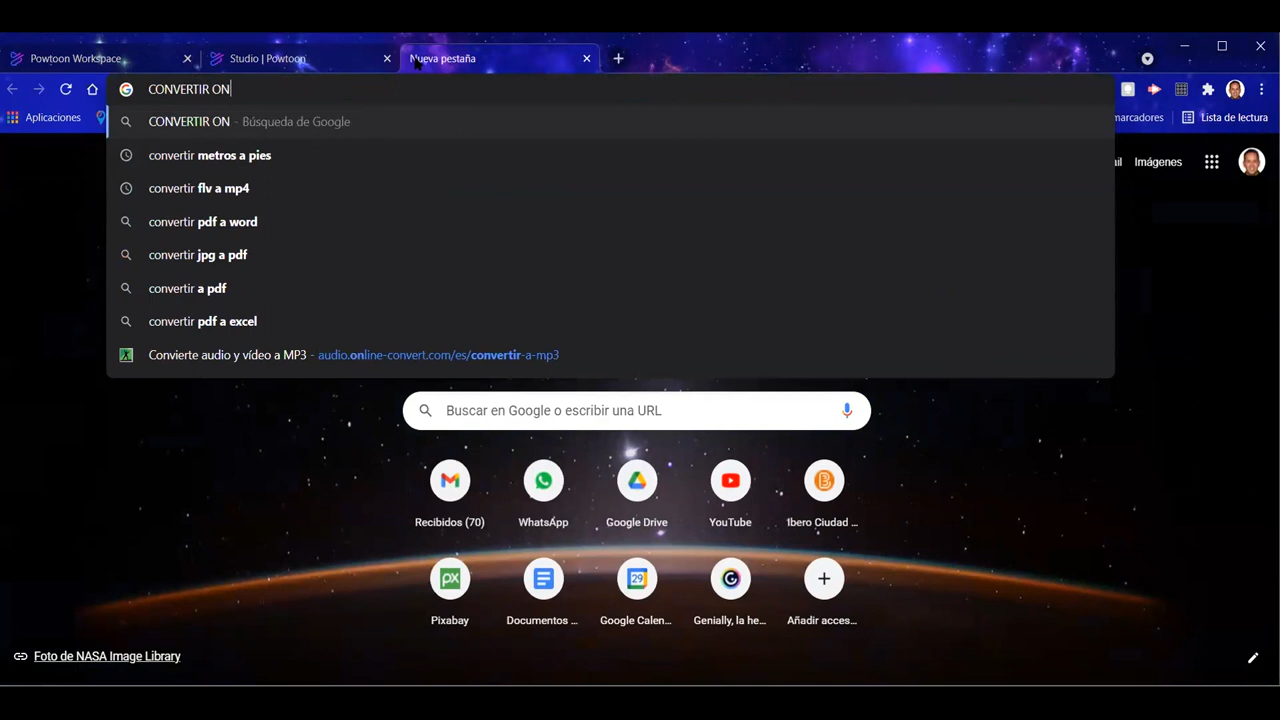 Powtoon Workspace
Studio | Powtoon
Nueva pestaña
CONVERTIR ON
Aplicaciones
marcadores
Lista de lectura
CONVERTIR ON - Búsqueda de Google
convertir metros a pies
convertir flv a mp4
convertir pdf a word
convertir jpg a pdf
convertir a pdf
convertir pdf a excel
Convierte audio y vídeo a MP3 - audio.online-convert.com/es/convertir-a-mp3
il Imágenes
Buscar en Google o escribir una URL
Recibidos (70)
WhatsApp
Google Drive
YouTube
Ibero Ciudad ...
Pixabay
Documentos ...
Google Calen...
Genially, la he...
Añadir acces...
Foto de NASA Image Library